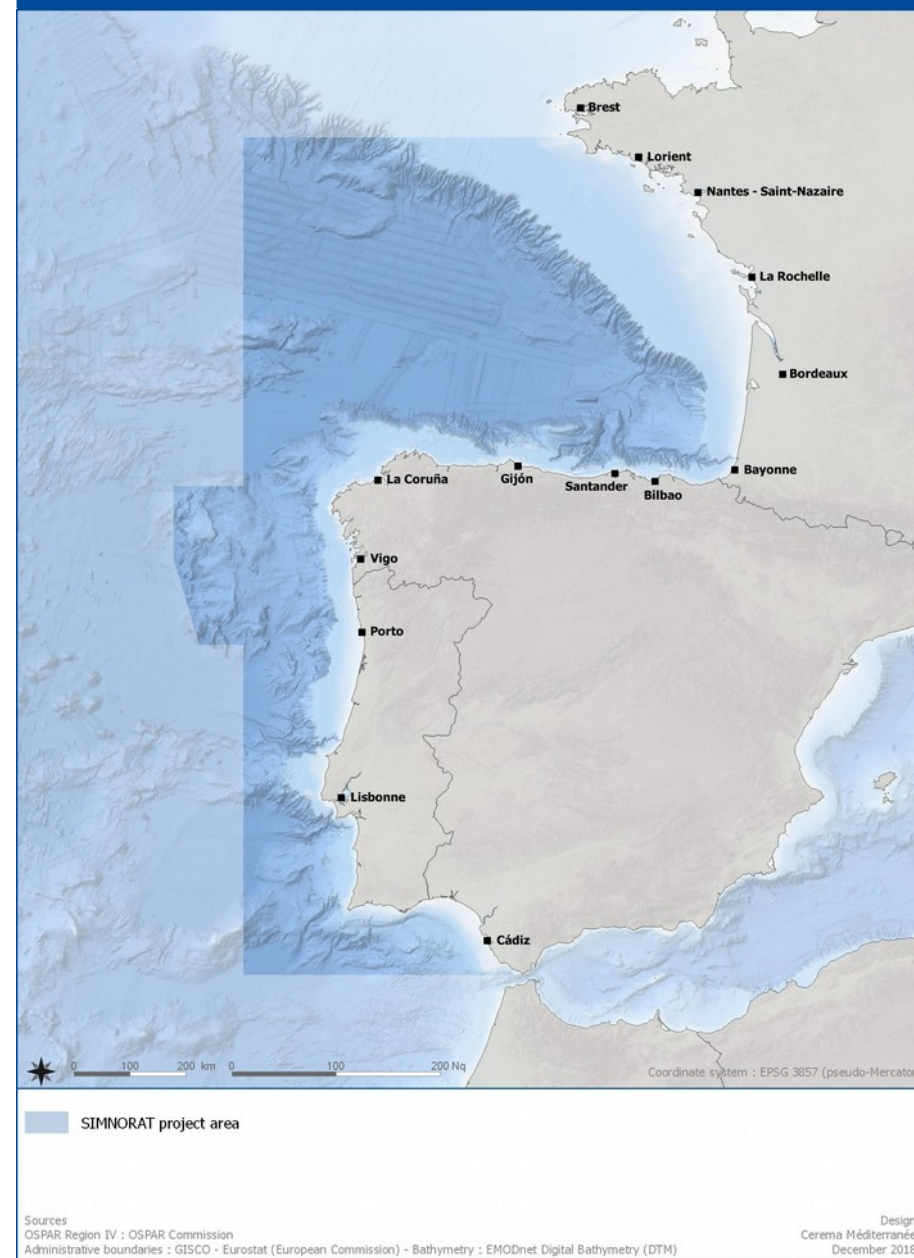 Brest
Lorient
Nantes - Saint-Nazaire
La Rochelle
Bordeaux
Bayonne
La Coruña
Gijón
Santander
Bilbao
Vigo
Porto
Lisbonne
Cádiz
0 100 200 km 0 100 200 Nq
Coordinate system : EPSG 3857 (pseudo-Mercator
SIMNORAT project area
Sources
OSPAR Region IV : OSPAR Commission
Administrative boundaries : GISCO - Eurostat (European Commission) - Bathymetry : EMODnet Digital Bathymetry (DTM)
Design
Cerema Méditerranée
December 2018